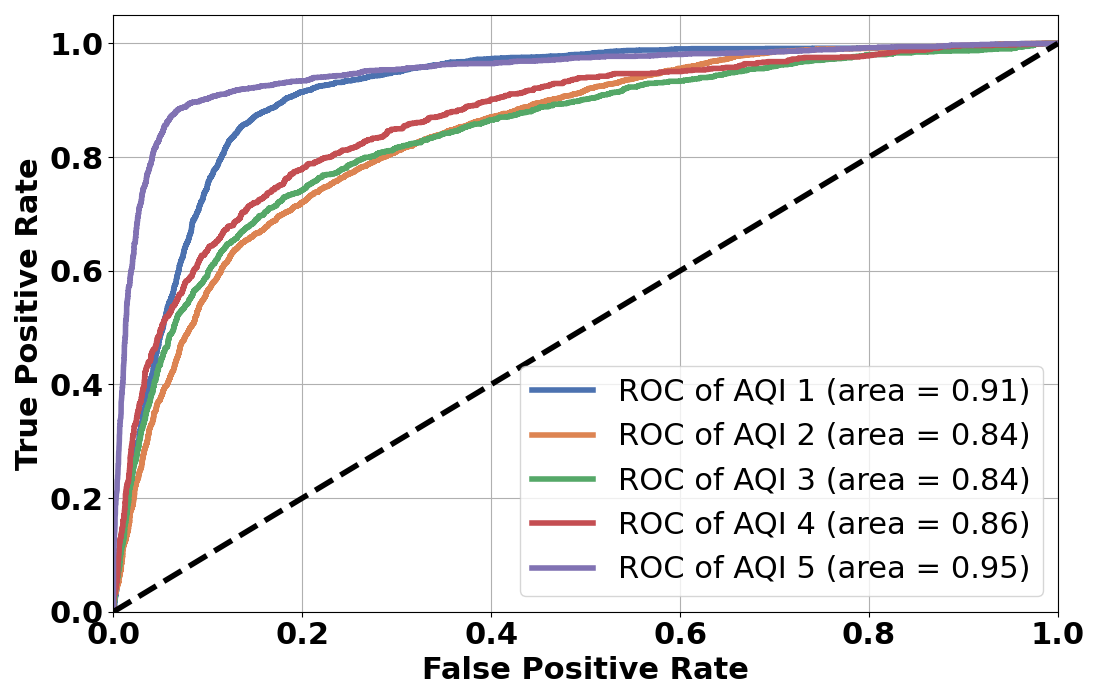 1.0
0.8
0.6
0.4
0.2
0.0
True Positive Rate
ROC of AQI 1 (area = 0.91)
ROC of AQI 2 (area = 0.84)
ROC of AQI 3 (area = 0.84)
ROC of AQI 4 (area = 0.86)
ROC of AQI 5 (area = 0.95)
0.0 0.2 0.4 0.6 0.8 1.0
False Positive Rate